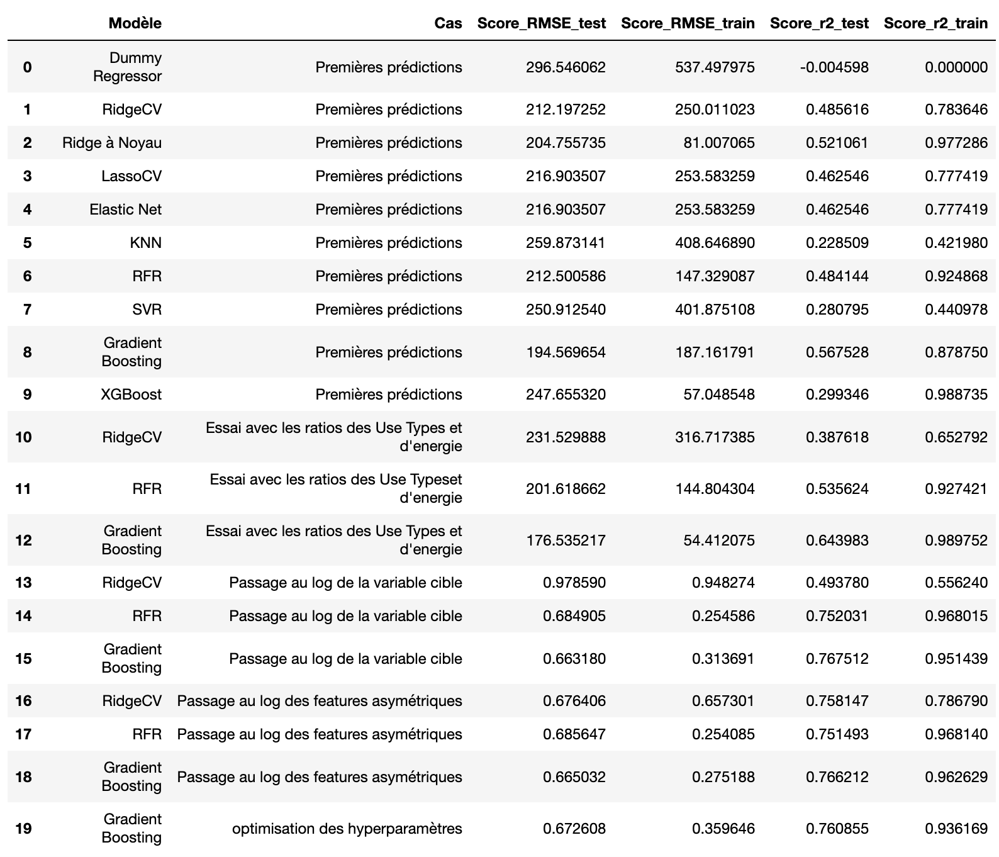 Modèle Cas Score_RMSE_test Score_RMSE_train Score_r2_test Score_r2_train
0 Dummy Regressor Premières prédictions 296.546062 537.497975 -0.004598 0.000000
1 RidgeCV Premières prédictions 212.197252 250.011023 0.485616 0.783646
2 Ridge à Noyau Premières prédictions 204.755735 81.007065 0.521061 0.977286
3 LassoCV Premières prédictions 216.903507 253.583259 0.462546 0.777419
4 Elastic Net Premières prédictions 216.903507 253.583259 0.462546 0.777419
5 KNN Premières prédictions 259.873141 408.646890 0.228509 0.421980
6 RFR Premières prédictions 212.500586 147.329087 0.484144 0.924868
7 SVR Premières prédictions 250.912540 401.875108 0.280795 0.440978
8 Gradient Boosting Premières prédictions 194.569654 187.161791 0.567528 0.878750
9 XGBoost Premières prédictions 247.655320 57.048548 0.299346 0.988735
10 RidgeCV Essai avec les ratios des Use Types et d'energie 231.529888 316.717385 0.387618 0.652792
11 RFR Essai avec les ratios des Use Typeset d'energie 201.618662 144.804304 0.535624 0.927421
12 Gradient Boosting Essai avec les ratios des Use Types et d'energie 176.535217 54.412075 0.643983 0.989752
13 RidgeCV Passage au log de la variable cible 0.978590 0.948274 0.493780 0.556240
14 RFR Passage au log de la variable cible 0.684905 0.254586 0.752031 0.968015
15 Gradient Boosting Passage au log de la variable cible 0.663180 0.313691 0.767512 0.951439
16 RidgeCV Passage au log des features asymétriques 0.676406 0.657301 0.758147 0.786790
17 RFR Passage au log des features asymétriques 0.685647 0.254085 0.751493 0.968140
18 Gradient Boosting Passage au log des features asymétriques 0.665032 0.275188 0.766212 0.962629
19 Gradient Boosting optimisation des hyperparamètres 0.672608 0.359646 0.760855 0.936169